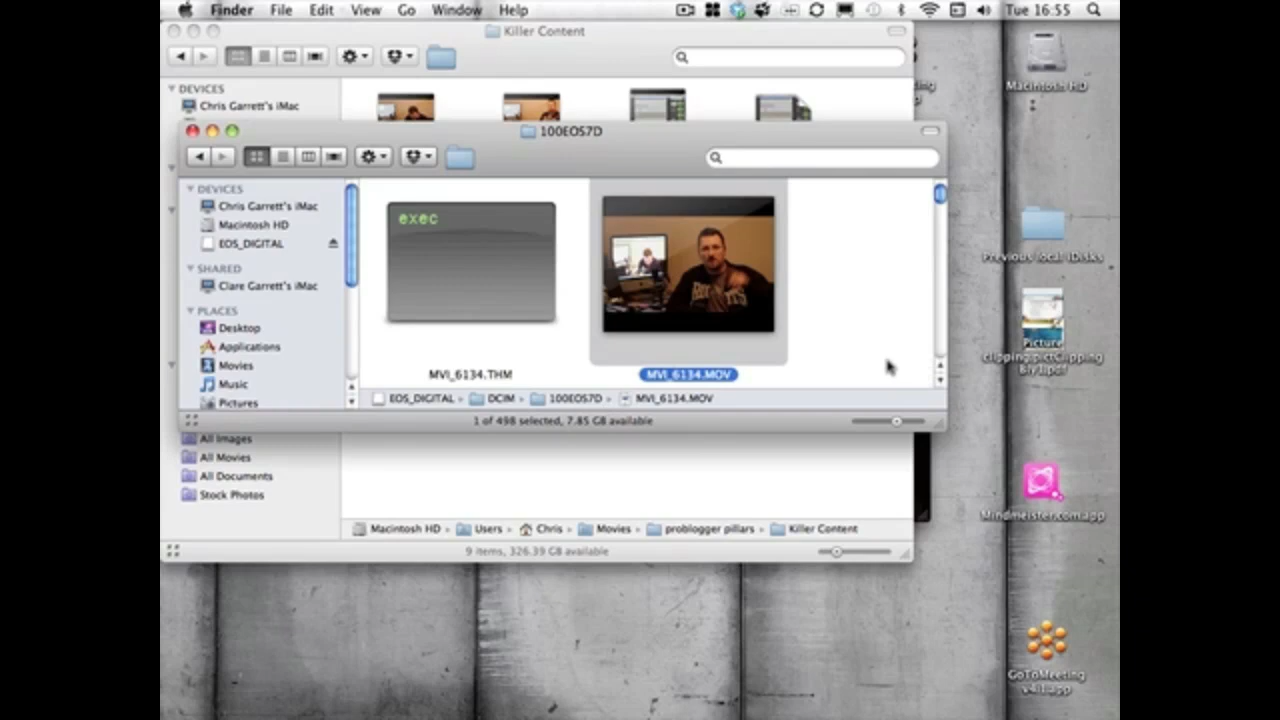 Finder File Edit View Go Window Help Tue 16:55
Killer Content
Macintosh HD
DEVICES
Chris Garrett's iMac
100EOS7D
DEVICES
Chris Garrett's iMac
Macintosh HD
EOS_DIGITAL
SHARED
Clare Garrett's iMac
PLACES
Desktop
Applications
Movies
Music
Pictures
exec
MVI_6134.THM
MVI_6134.MOV
EOS_DIGITAL DCIM 100EOS7D MVI_6134.MOV
1 of 498 selected, 7.85 GB available
All Images
All Movies
All Documents
Stock Photos
Macintosh HD Users Chris Movies problogger pillars Killer Content
9 items, 326.39 GB available
Previous local iDisks
Picture
Mindmeister.com.app
GoToMeeting
v4.1.app